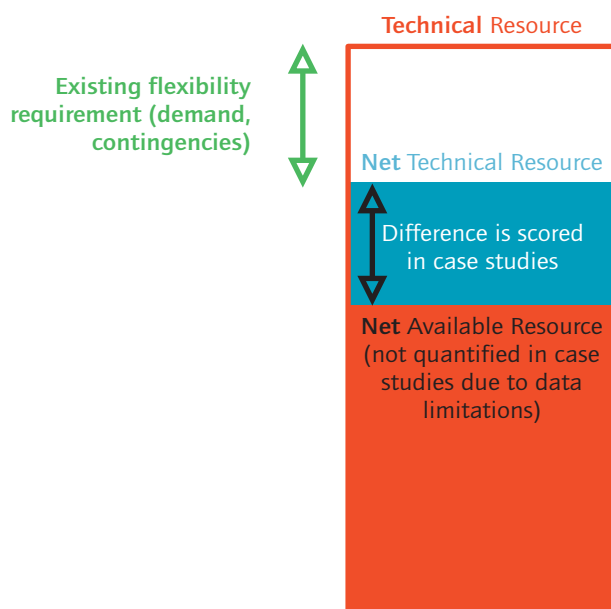 Technical Resource
Existing flexibility
requirement (demand,
contingencies)
Net Technical Resource
Difference is scored
in case studies
Net Available Resource
(not quantified in case
studies due to data
limitations)